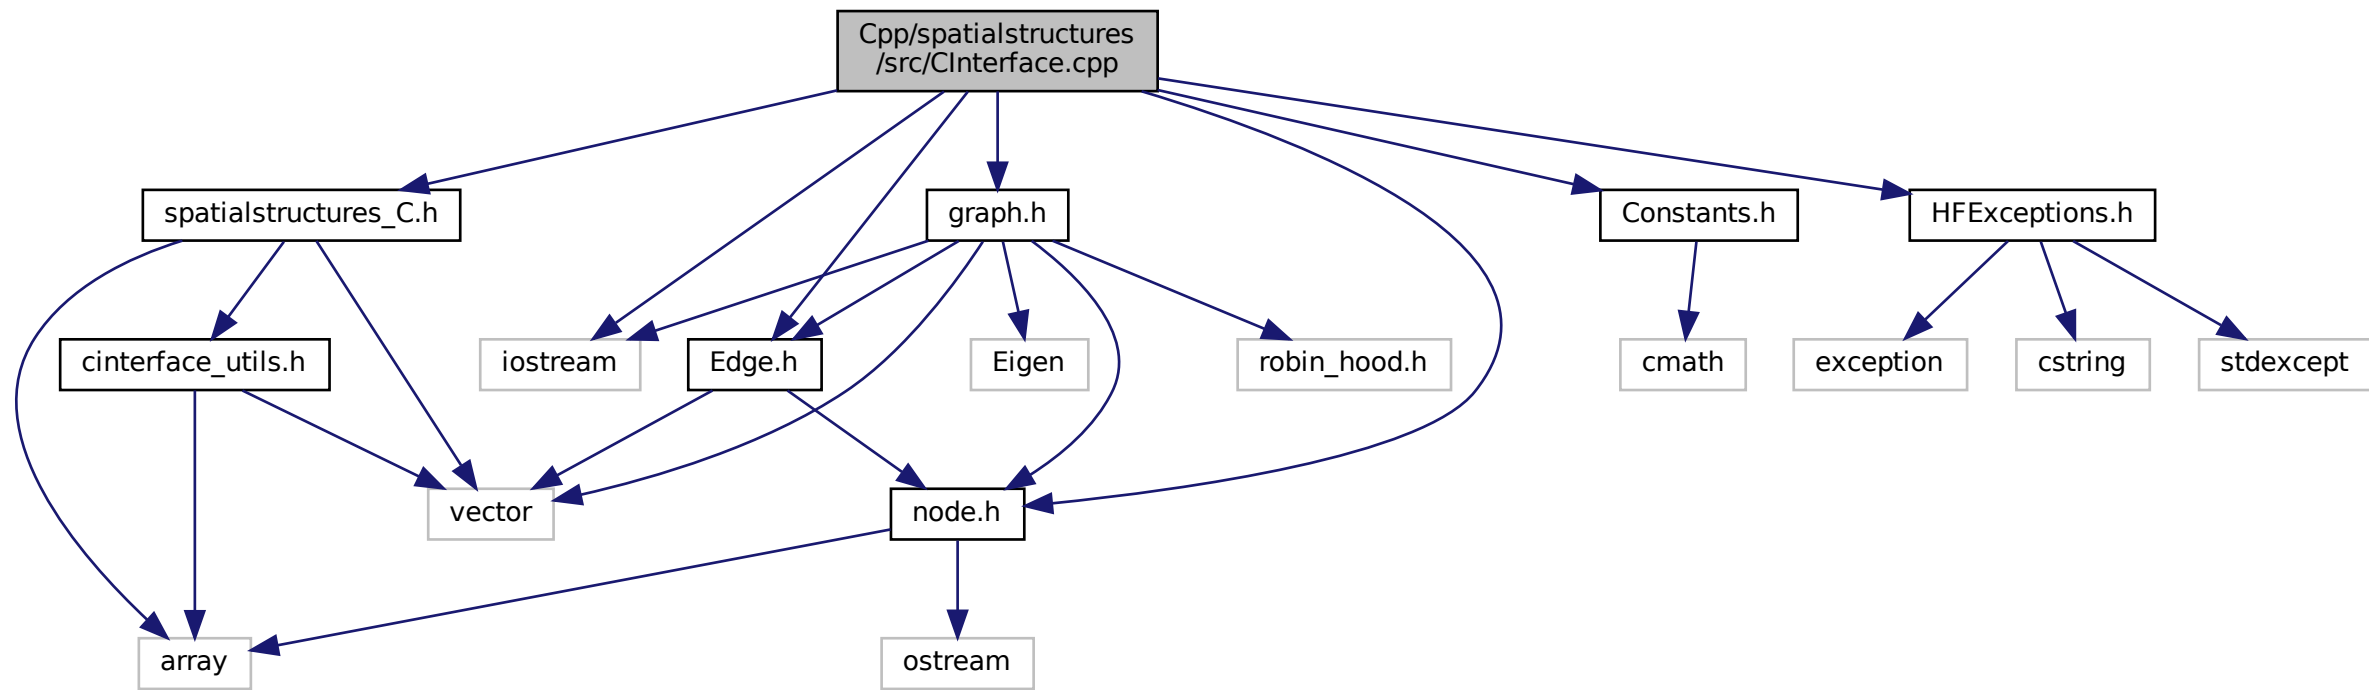 Cpp/spatialstructures
/src/CInterface.cpp
spatialstructures_C.h
graph.h
Constants.h
HFExceptions.h
cinterface_utils.h
iostream
Edge.h
Eigen
robin_hood.h
cmath
exception
cstring
stdexcept
vector
node.h
array
ostream